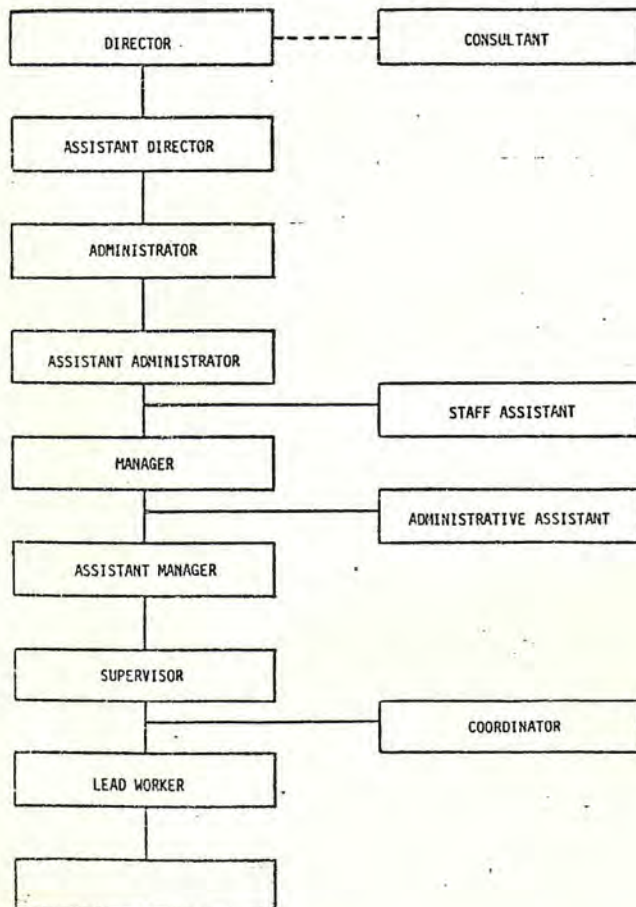 DIRECTOR
CONSULTANT
ASSISTANT DIRECTOR
ADMINISTRATOR
ASSISTANT ADMINISTRATOR
STAFF ASSISTANT
MANAGER
ADMINISTRATIVE ASSISTANT
ASSISTANT MANAGER
SUPERVISOR
COORDINATOR
LEAD WORKER